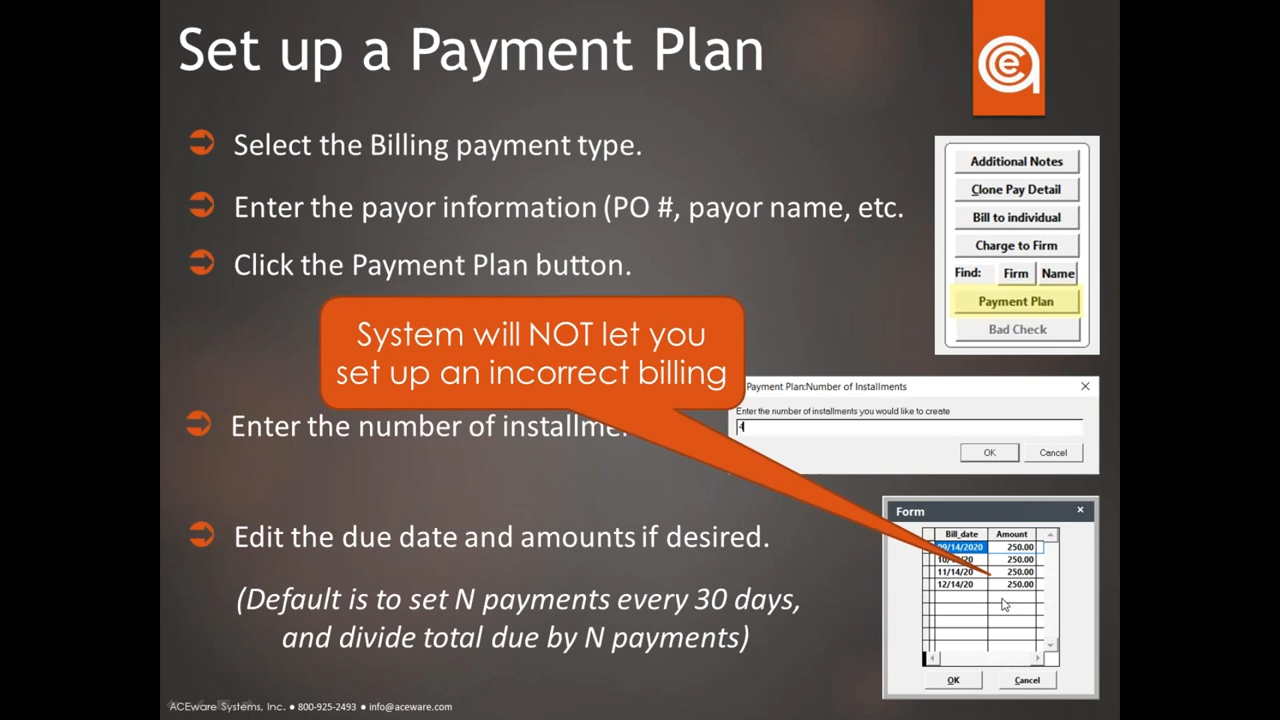 Set up a Payment Plan
Select the Billing payment type.
Enter the payor information (PO #, payor name, etc.
Click the Payment Plan button.
System will NOT let you
set up an incorrect billing
Enter the number of
Edit the due date and amounts if desired.
(Default is to set N payments every 30 days,
and divide total due by N payments)
Additional Notes
Clone Pay Detail
Bill to individual
Charge to Firm
Find: Firm Name
Payment Plan
Bad Check
Payment Plan:Number of Installments
Enter the number of installments you would like to create
4
OK Cancel
Form
Bill_date Amount
09/14/2020 250.00
250.00
11/14/20 250.00
12/14/20 250.00
OK Cancel
ACEware Systems, Inc. ● 800-925-2493 ● info@aceware.com